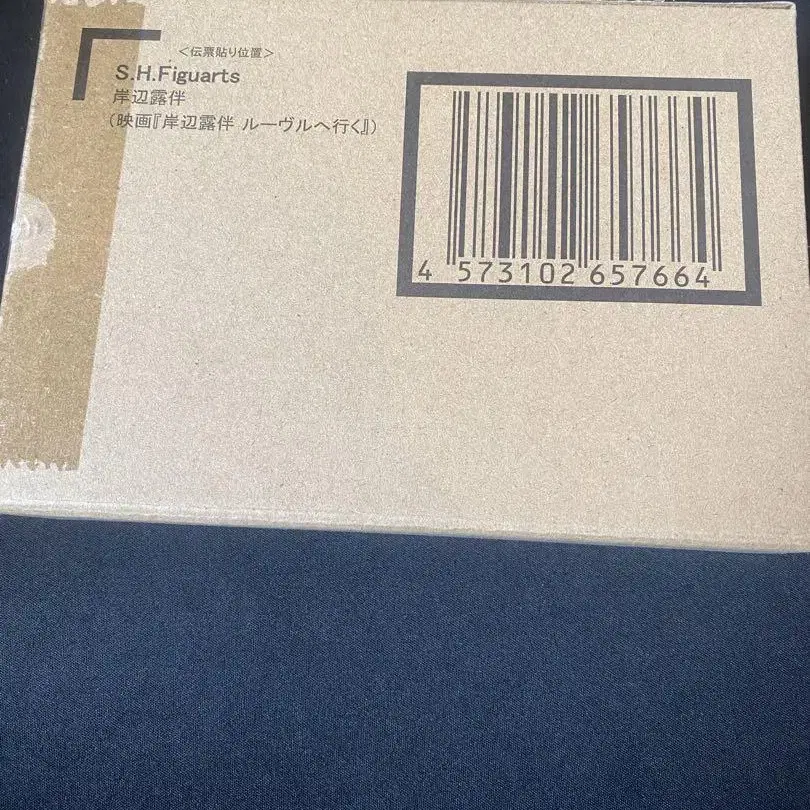 ＜伝票貼り位置＞
S.H.Figuarts
岸辺露伴
（映画『岸辺露伴 ルーヴルへ行く』）
4 573102 657664